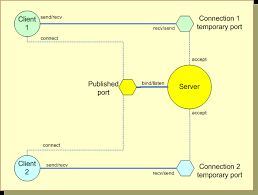 Client
1
send/recv
recv/send
Connection 1
temporary port
connect
accept
Published
port
bind/listen
Server
accept
connect
Client
2
send/recv
recv/send
Connection 2
temporary port